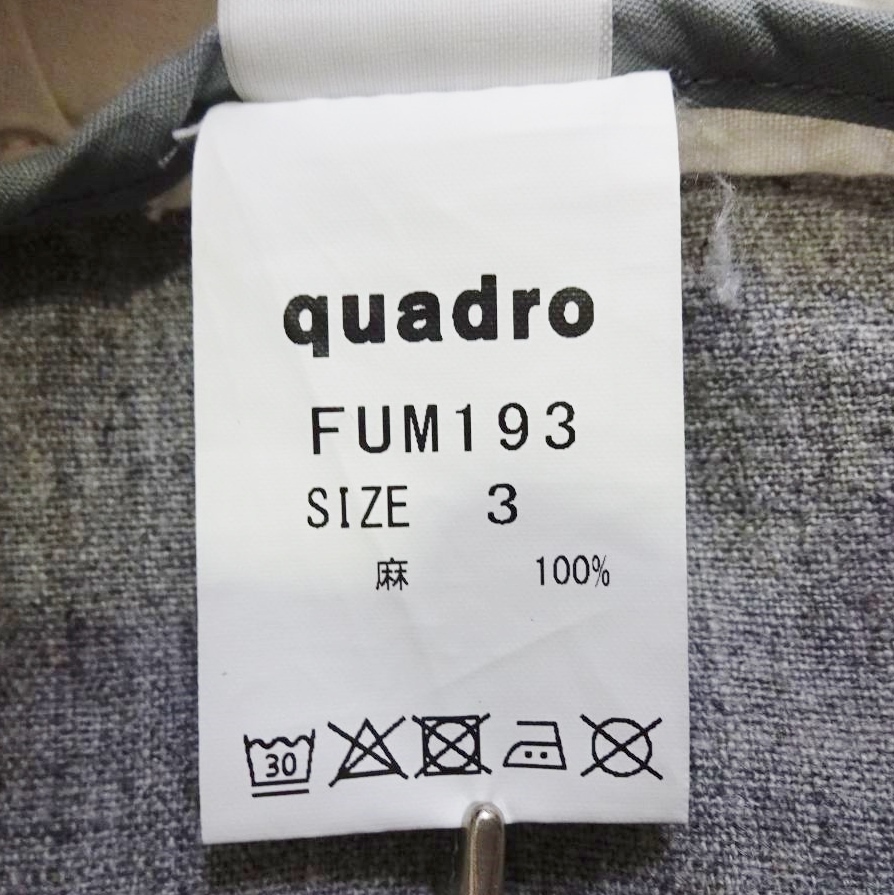 quadro
FUM193
SIZE 3
麻 100%
30